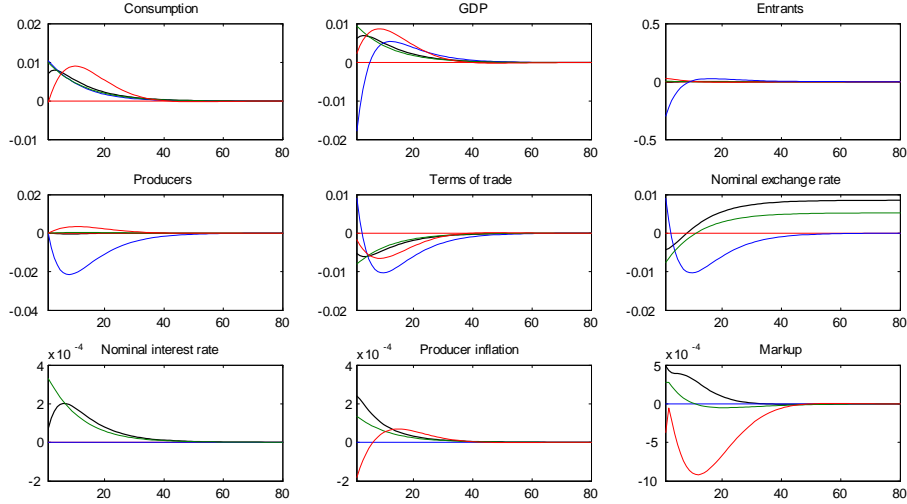 Consumption GDP Entrants
0.02 0.01 0.5
0.01 0
0 -0.01 0
-0.01 -0.02 -0.5
20 40 60 80 20 40 60 80 20 40 60 80
Producers Terms of trade Nominal exchange rate
0.02 0.01 0.01
0 0 0
-0.02 -0.01 -0.01
-0.04 -0.02 -0.02
20 40 60 80 20 40 60 80 20 40 60 80
x 10 -4 Nominal interest rate x 10 -4 Producer inflation x 10 -4 Markup
4 4 5
2 2 0
0 0 -5
-2 -2 -10
20 40 60 80 20 40 60 80 20 40 60 80